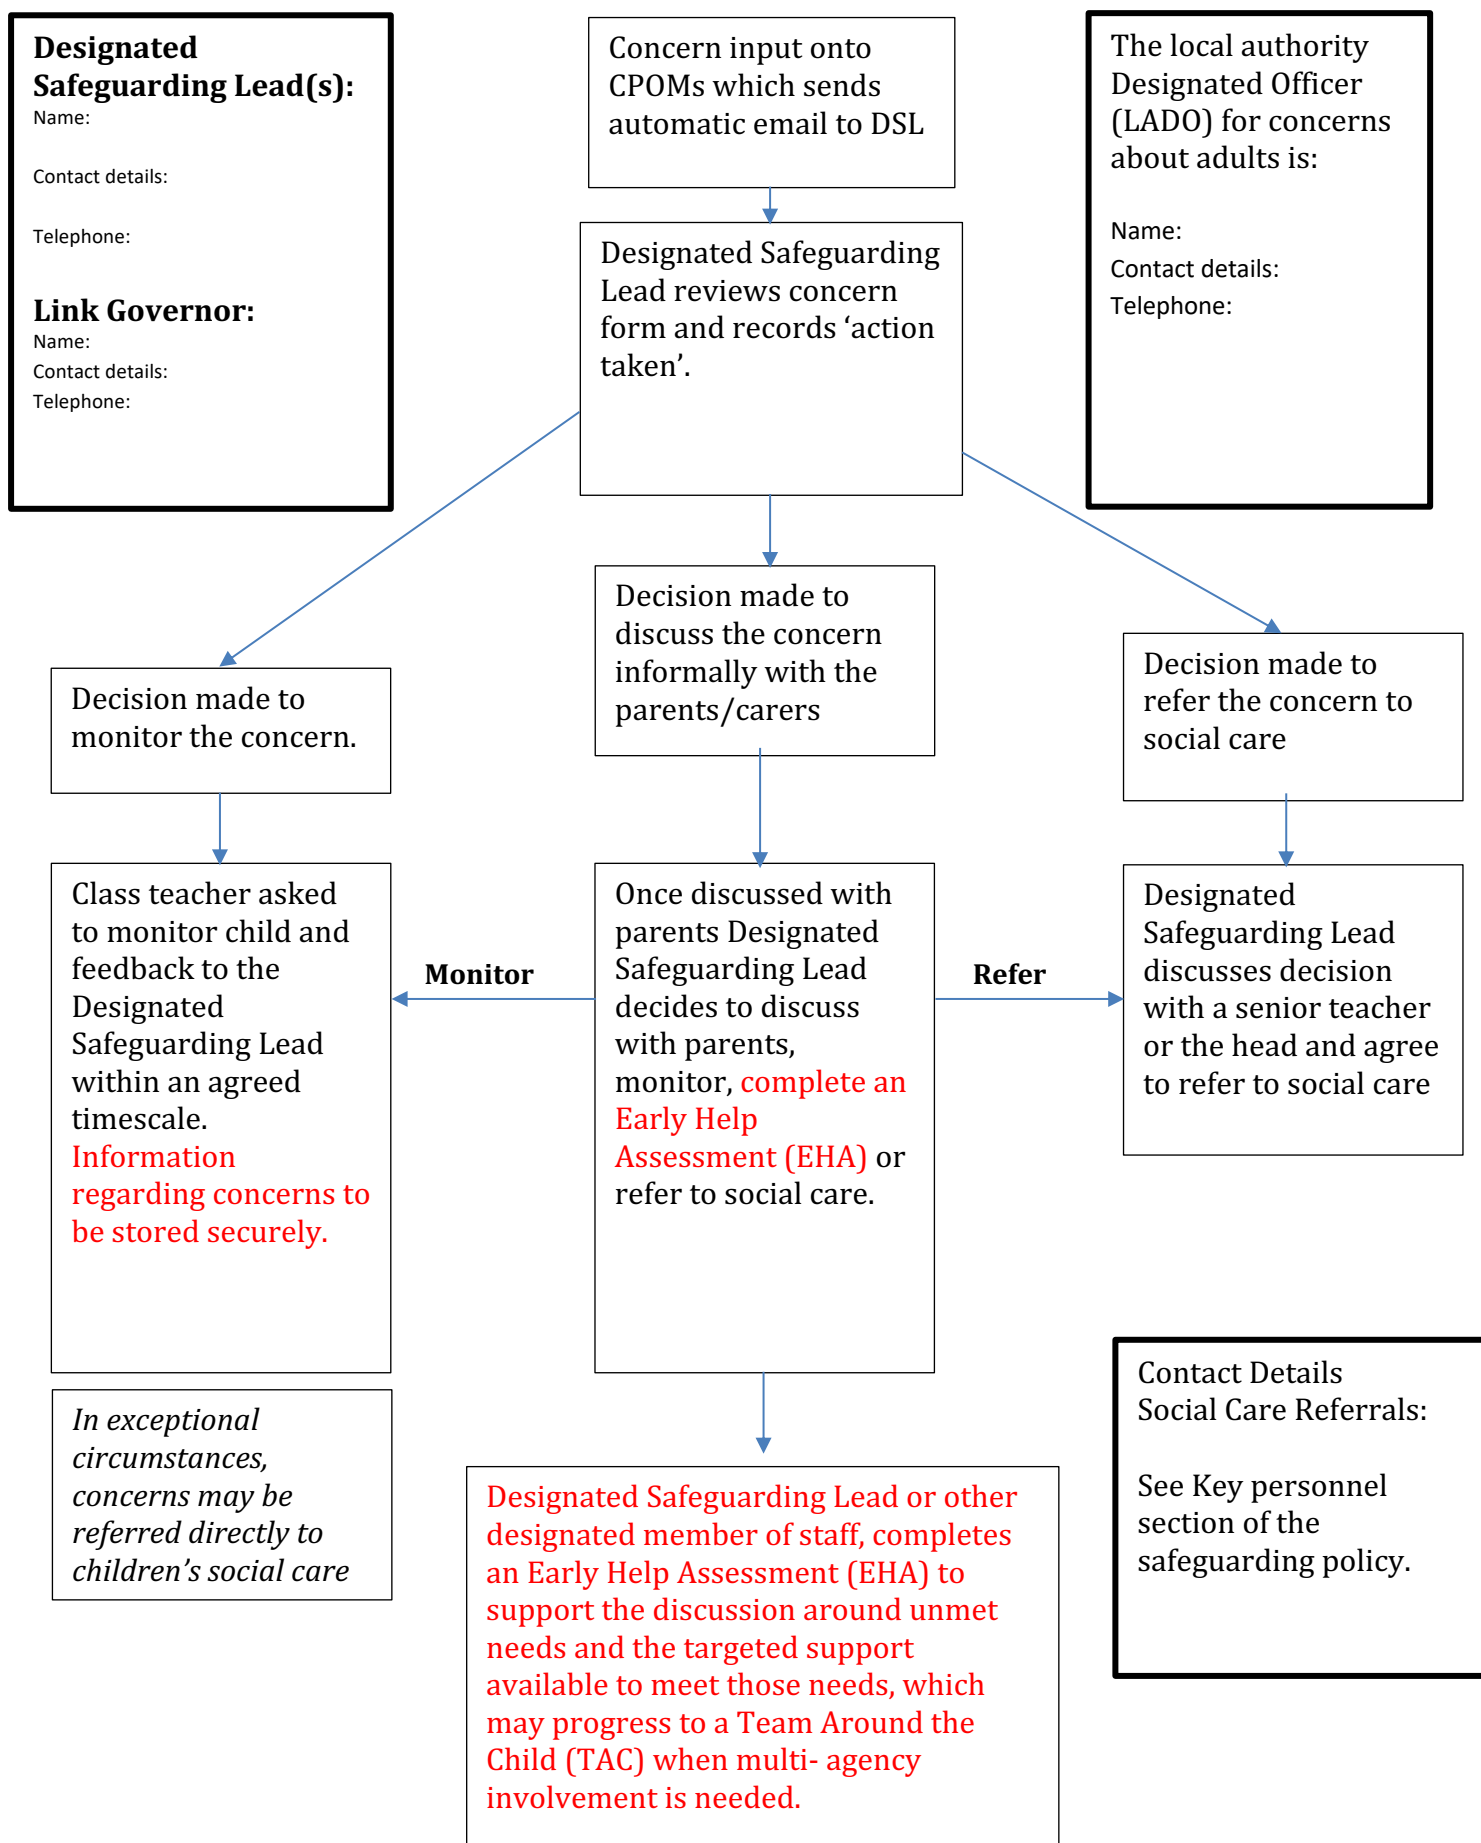 Designated
Safeguarding Lead(s):
Name:
Contact details:
Telephone:
Link Governor:
Name:
Contact details:
Telephone:
Concern input onto
CPOMs which sends
automatic email to DSL
The local authority
Designated Officer
(LADO) for concerns
about adults is:
Name:
Contact details:
Telephone:
Designated Safeguarding
Lead reviews concern
form and records ‘action
taken’.
Decision made to
monitor the concern.
Decision made to
discuss the concern
informally with the
parents/carers
Decision made to
refer the concern to
social care
Class teacher asked
to monitor child and
feedback to the
Designated
Safeguarding Lead
within an agreed
timescale.
Information
regarding concerns to
be stored securely.
Monitor
Once discussed with
parents Designated
Safeguarding Lead
decides to discuss
with parents,
monitor, complete an
Early Help
Assessment (EHA) or
refer to social care.
Refer
Designated
Safeguarding Lead
discusses decision
with a senior teacher
or the head and agree
to refer to social care
In exceptional
circumstances,
concerns may be
referred directly to
children’s social care
Designated Safeguarding Lead or other
designated member of staff, completes
an Early Help Assessment (EHA) to
support the discussion around unmet
needs and the targeted support
available to meet those needs, which
may progress to a Team Around the
Child (TAC) when multi- agency
involvement is needed.
Contact Details
Social Care Referrals:
See Key personnel
section of the
safeguarding policy.